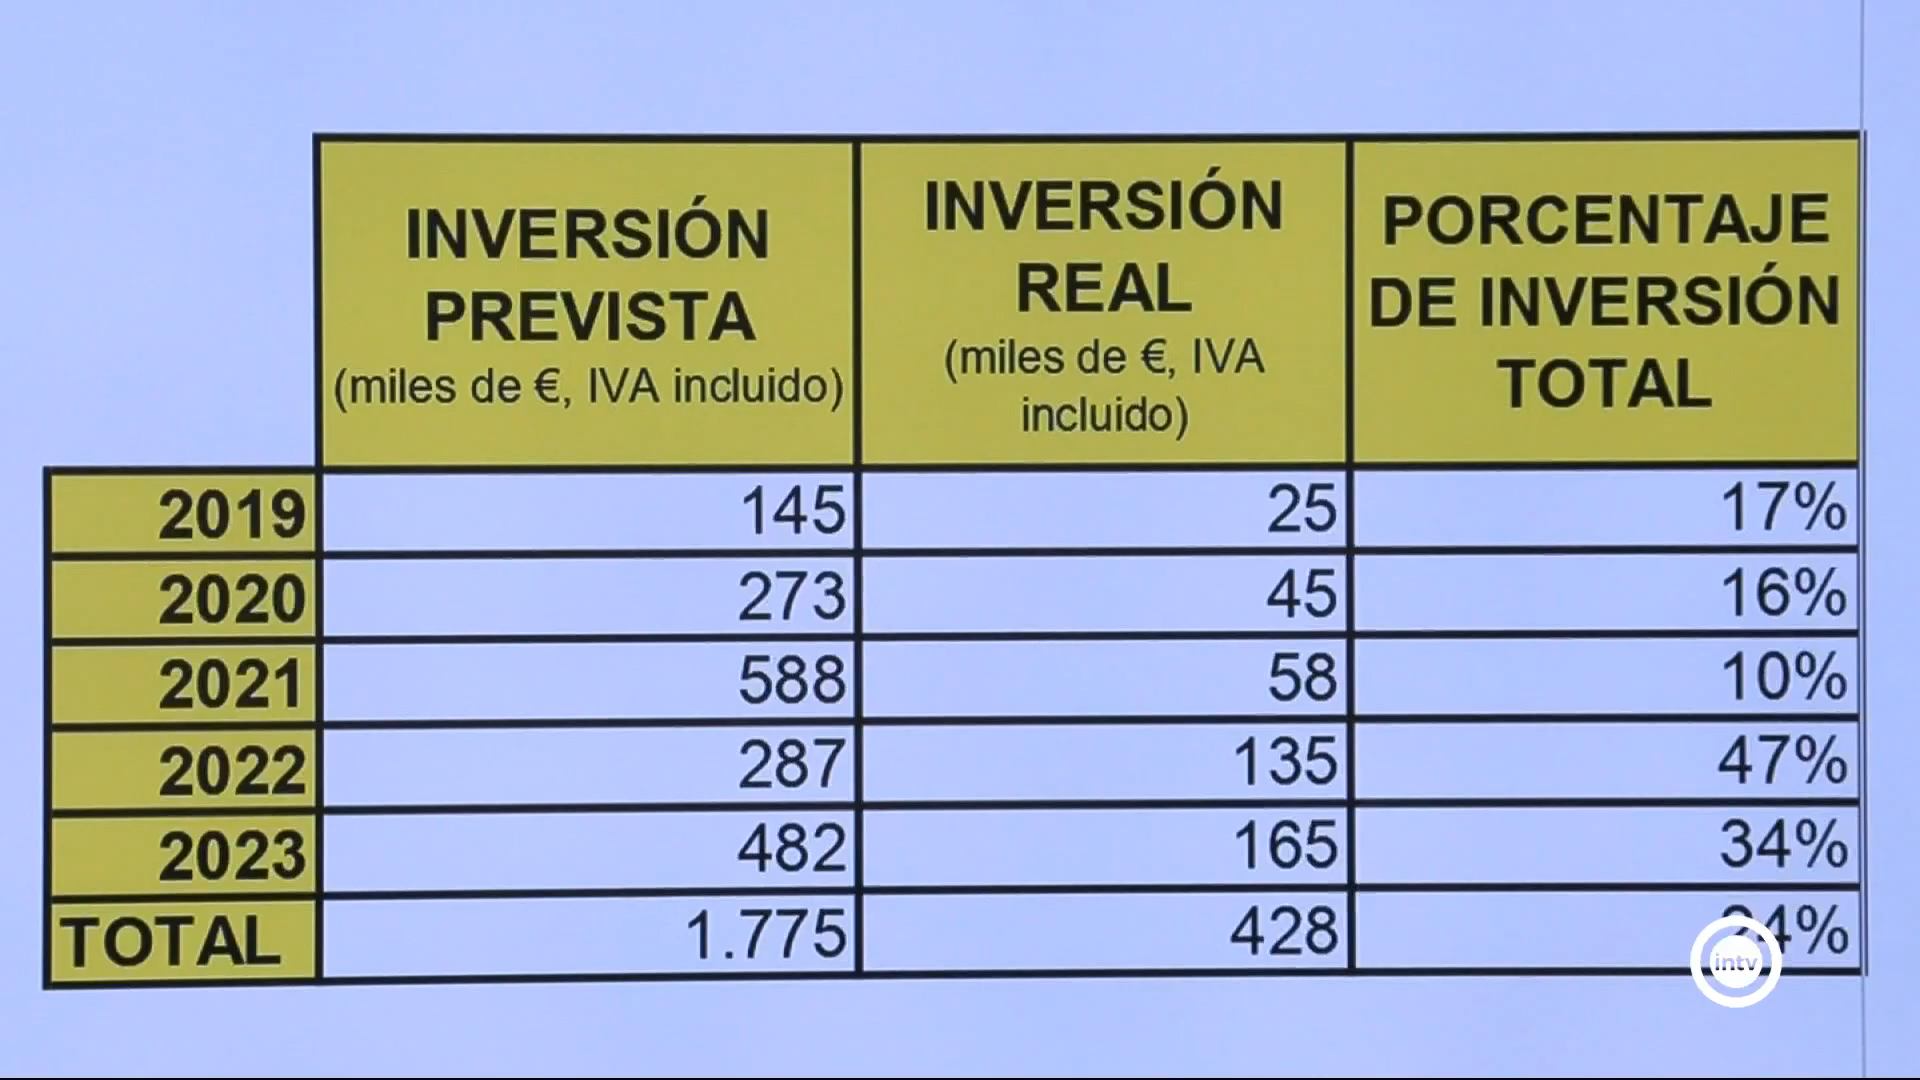 INVERSIÓN
PREVISTA
(miles de €, IVA incluido)
INVERSIÓN
REAL
(miles de €, IVA
incluido)
PORCENTAJE
DE INVERSIÓN
TOTAL
2019 145 25 17%
2020 273 45 16%
2021 588 58 10%
2022 287 135 47%
2023 482 165 34%
TOTAL 1.775 428 24%
intv